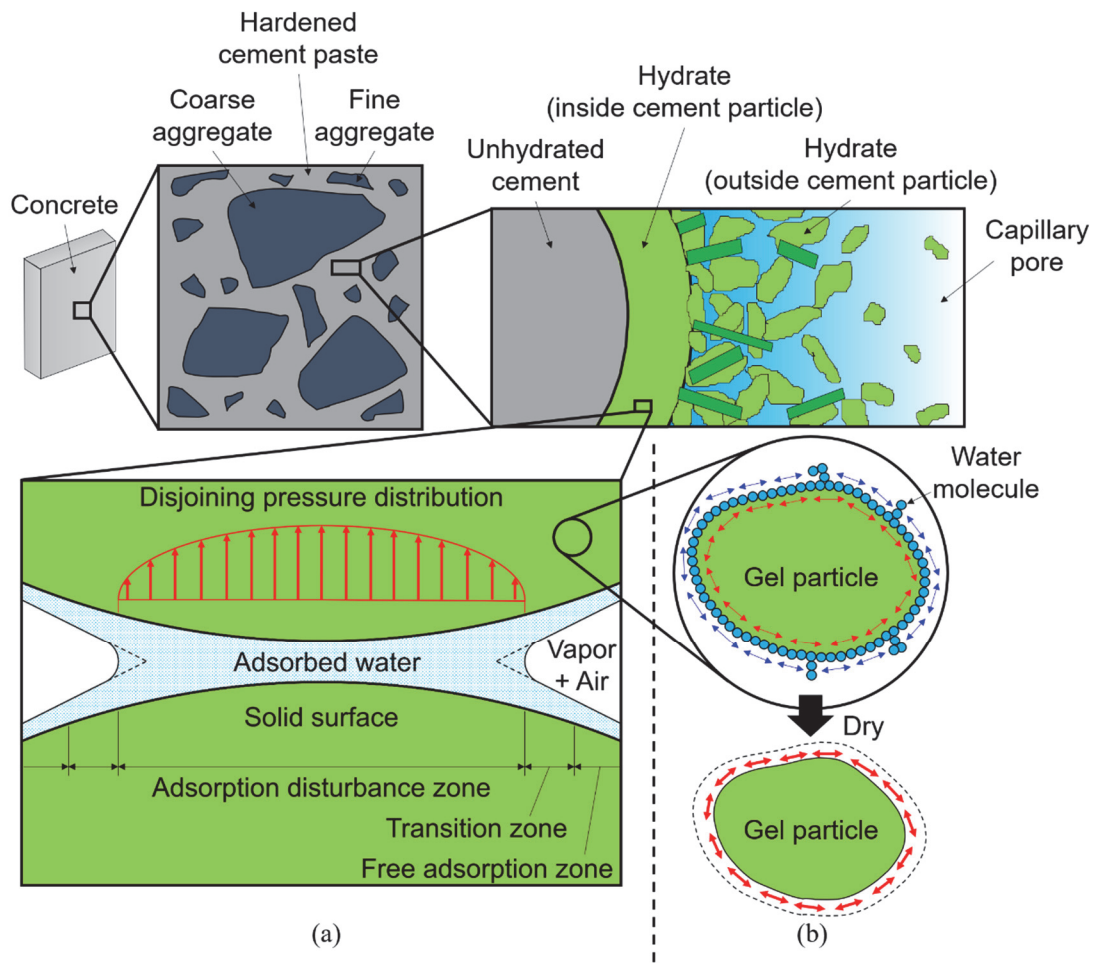 Hardened
cement paste
Coarse
aggregate
Fine
aggregate
Concrete
Hydrate
(inside cement particle)
Unhydrated
cement
Hydrate
(outside cement particle)
Capillary
pore
Disjoining pressure distribution
Adsorbed water
Vapor
+ Air
Solid surface
Adsorption disturbance zone
Transition zone
Free adsorption zone
(a)
Water
molecule
Gel particle
Dry
Gel particle
(b)